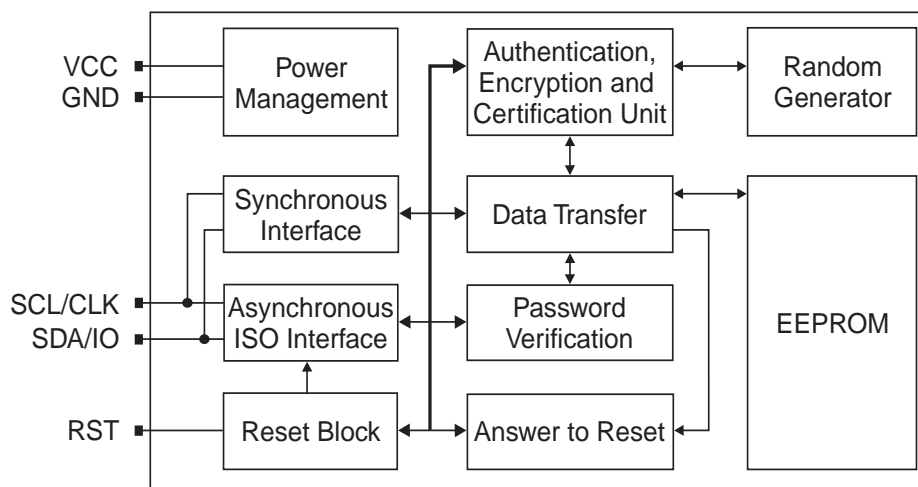 VCC
GND
Power
Management
Authentication,
Encryption and
Certification Unit
Random
Generator
Synchronous
Interface
Data Transfer
EEPROM
SCL/CLK
SDA/IO
Asynchronous
ISO Interface
Password
Verification
RST
Reset Block
Answer to Reset